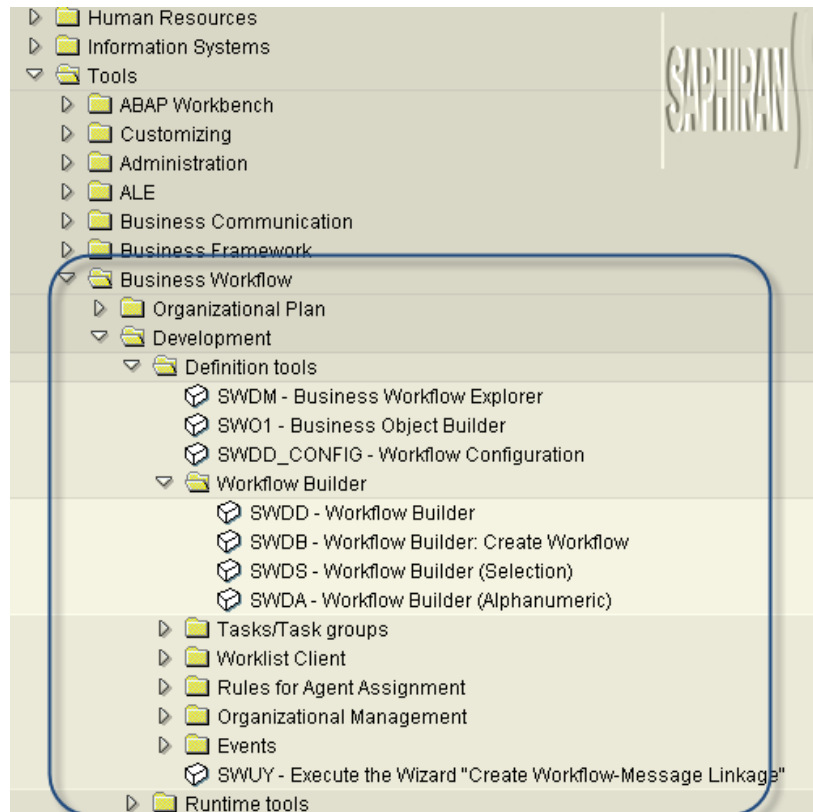 Human Resources
Information Systems
SAPHIRAN
Tools
ABAP Workbench
Customizing
Administration
ALE
Business Communication
Business Framework
Business Workflow
Organizational Plan
Development
Definition tools
SWDM - Business Workflow Explorer
SWO1 - Business Object Builder
SWDD_CONFIG - Workflow Configuration
Workflow Builder
SWDD - Workflow Builder
SWDB - Workflow Builder: Create Workflow
SWDS - Workflow Builder (Selection)
SWDA - Workflow Builder (Alphanumeric)
Tasks/Task groups
Worklist Client
Rules for Agent Assignment
Organizational Management
Events
SWUY - Execute the Wizard "Create Workflow-Message Linkage"
Runtime tools